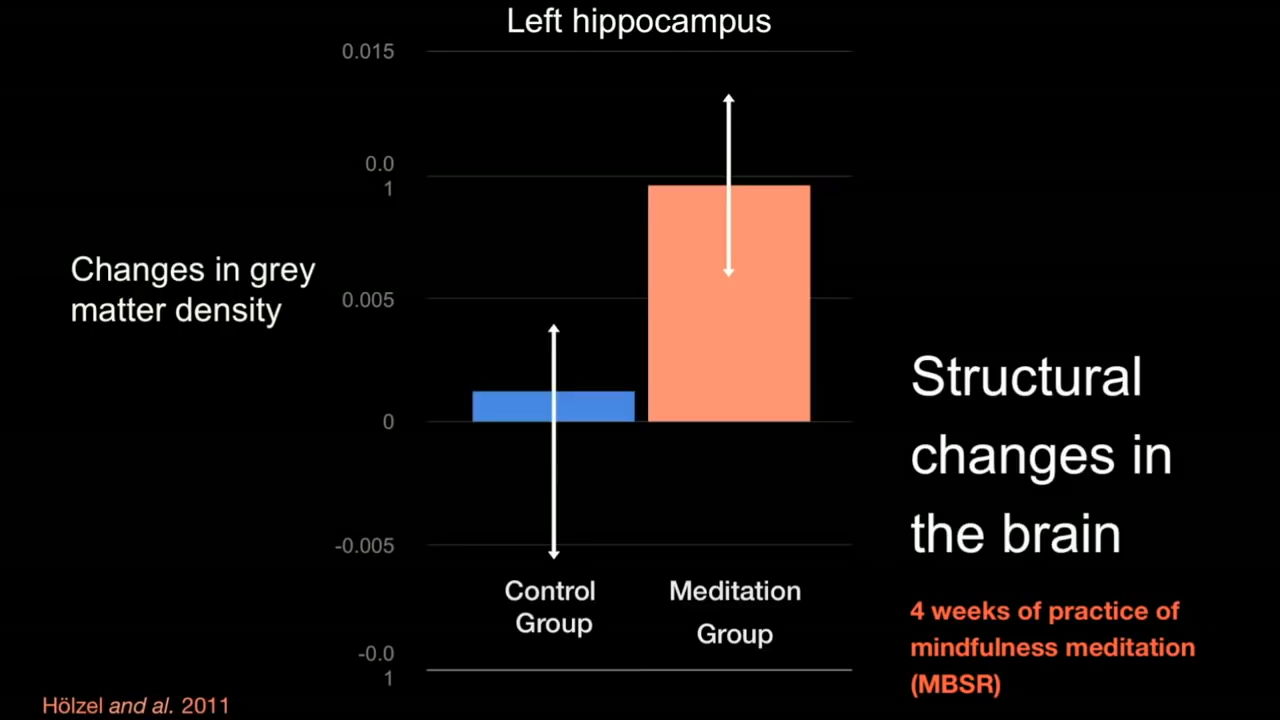 Left hippocampus
0.015
0.0
1
Changes in grey
matter density
0.005
0
-0.005
-0.0
1
Control
Group
Meditation
Group
Structural
changes in
the brain
4 weeks of practice of
mindfulness meditation
(MBSR)
Hölzel and al. 2011